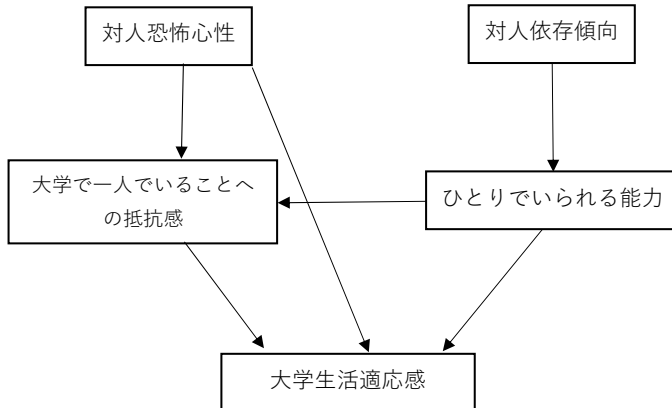 対人恐怖心性
対人依存傾向
大学で一人でいることへ
の抵抗感
ひとりでいられる能力
大学生活適応感